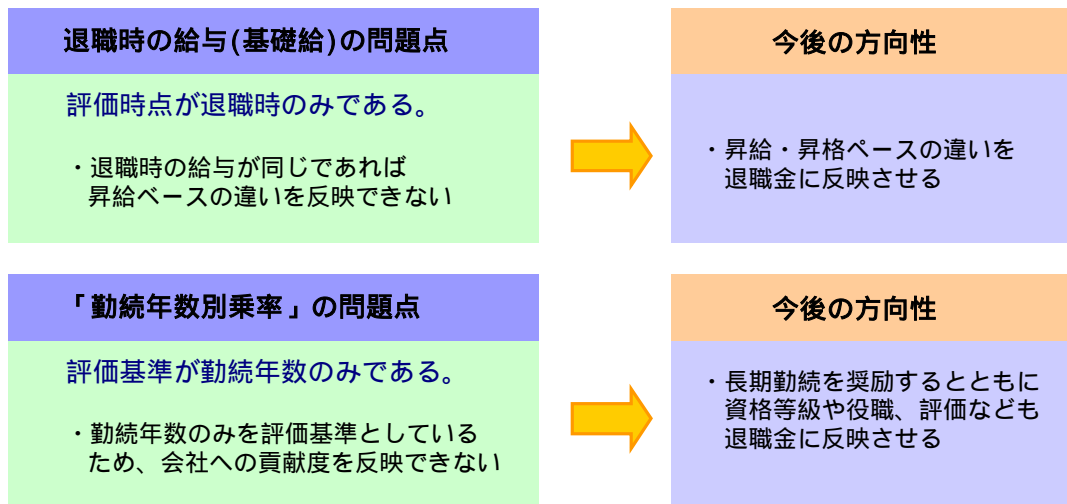 退職時の給与(基礎給)の問題点
今後の方向性
評価時点が退職時のみである。
・退職時の給与が同じであれば
昇給ベースの違いを反映できない
・昇給・昇格ペースの違いを
退職金に反映させる
「勤続年数別乗率」の問題点
今後の方向性
評価基準が勤続年数のみである。
・勤続年数のみを評価基準としている
ため、会社への貢献度を反映できない
・長期勤続を奨励するとともに
資格等級や役職、評価なども
退職金に反映させる